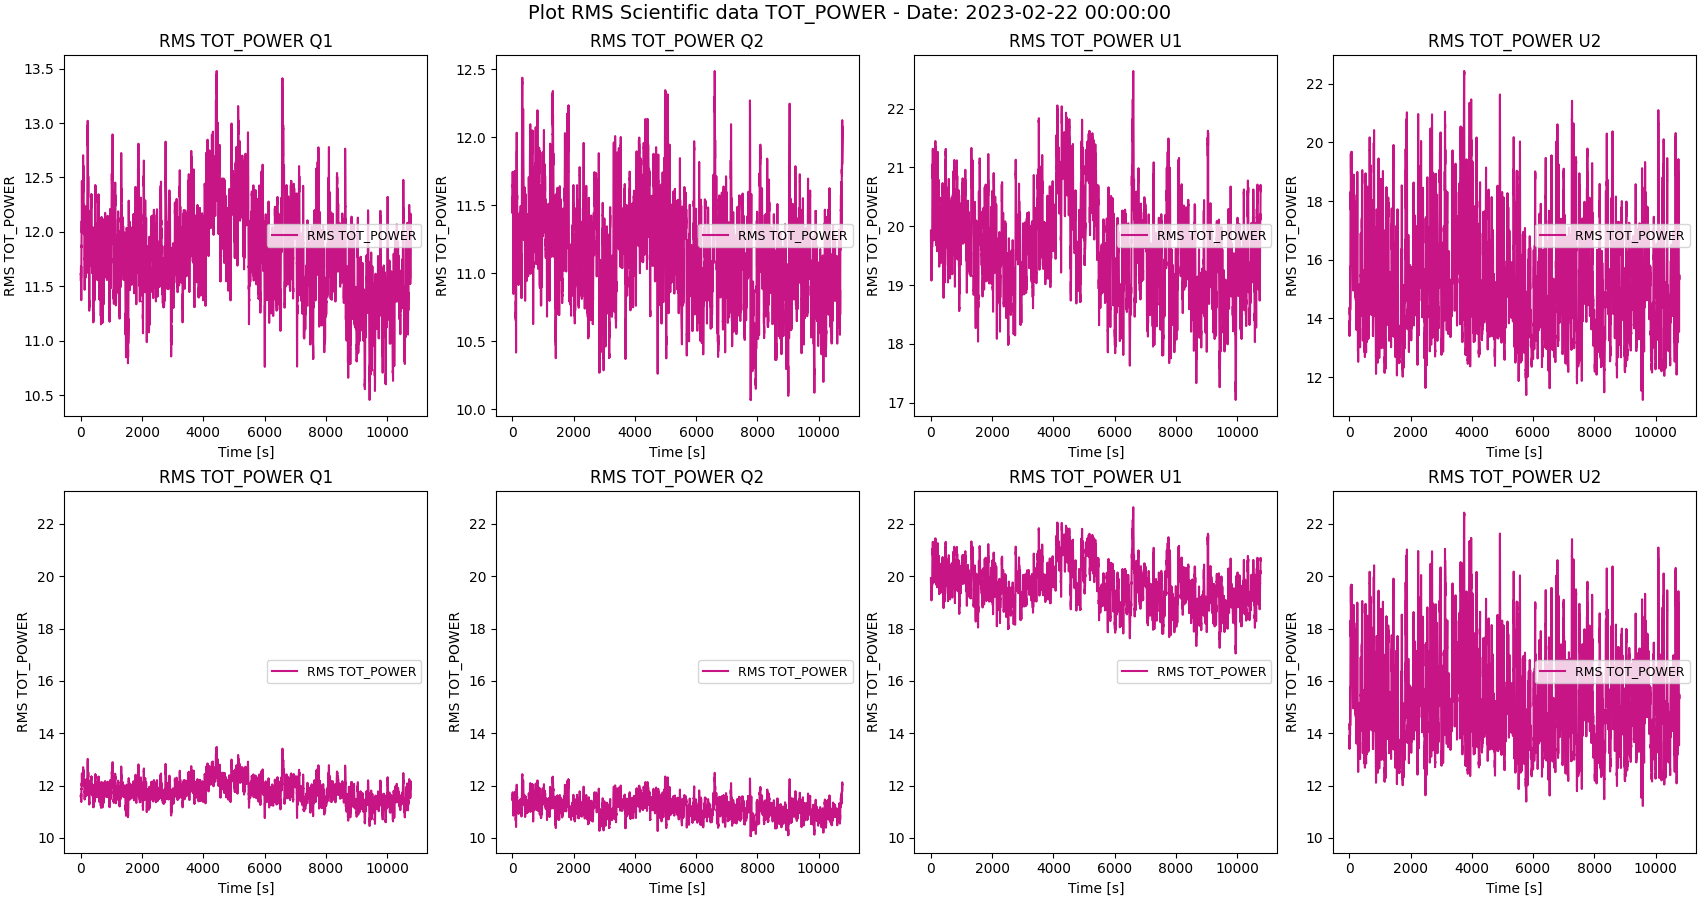 Plot RMS Scientific data TOT_POWER - Date: 2023-02-22 00:00:00
RMS TOT_POWER Q1
RMS TOT_POWER
13.5
13.0
12.5
12.0
11.5
11.0
10.5
RMS TOT_POWER
0 2000 4000 6000 8000 10000
Time [s]
RMS TOT_POWER Q2
RMS TOT_POWER
12.5
12.0
11.5
11.0
10.5
10.0
RMS TOT_POWER
0 2000 4000 6000 8000 10000
Time [s]
RMS TOT_POWER U1
RMS TOT_POWER
22
21
20
19
18
17
RMS TOT_POWER
0 2000 4000 6000 8000 10000
Time [s]
RMS TOT_POWER U2
RMS TOT_POWER
22
20
18
16
14
12
RMS TOT_POWER
0 2000 4000 6000 8000 10000
Time [s]
RMS TOT_POWER Q1
RMS TOT_POWER
22
20
18
16
14
12
10
RMS TOT_POWER
0 2000 4000 6000 8000 10000
Time [s]
RMS TOT_POWER Q2
RMS TOT_POWER
22
20
18
16
14
12
10
RMS TOT_POWER
0 2000 4000 6000 8000 10000
Time [s]
RMS TOT_POWER U1
RMS TOT_POWER
22
20
18
16
14
12
10
RMS TOT_POWER
0 2000 4000 6000 8000 10000
Time [s]
RMS TOT_POWER U2
RMS TOT_POWER
22
20
18
16
14
12
10
RMS TOT_POWER
0 2000 4000 6000 8000 10000
Time [s]